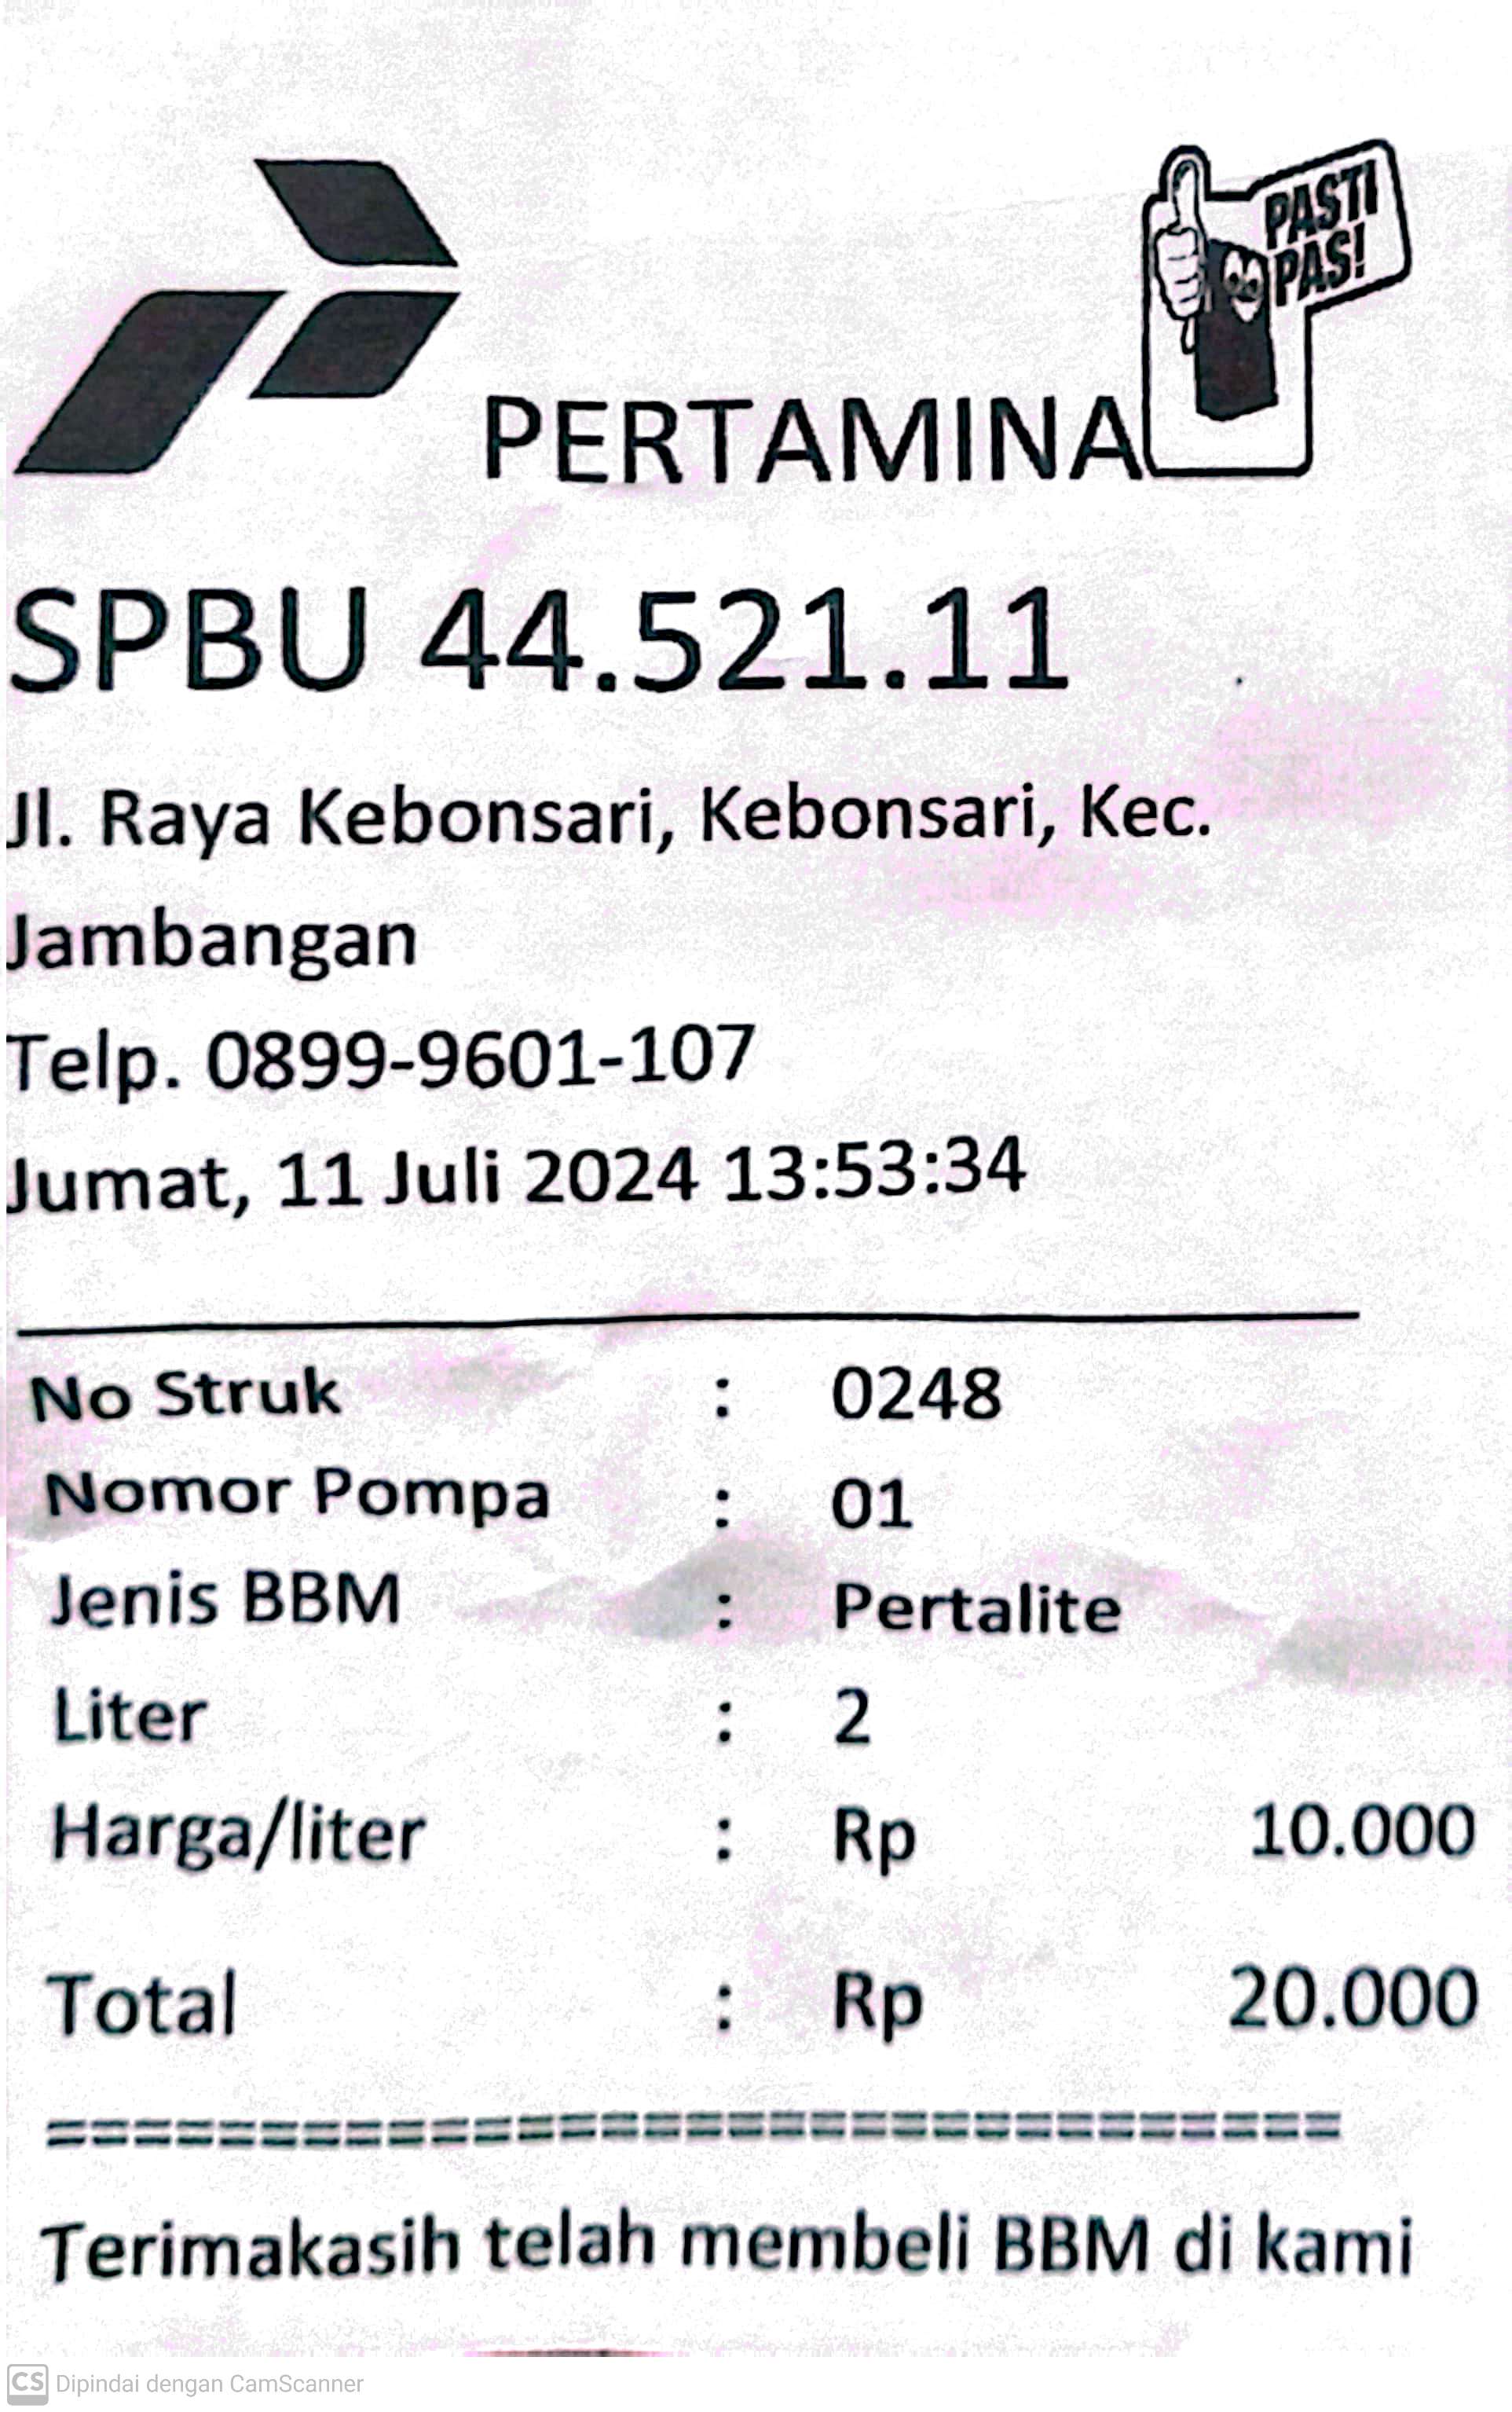 PASTI
PAS!
PERTAMINA
SPBU 44.521.11
Jl. Raya Kebonsari, Kebonsari, Kec.
Jambangan
Telp. 0899-9601-107
Jumat, 11 Juli 2024 13:53:34
No Struk : 0248
Nomor Pompa : 01
Jenis BBM : Pertalite
Liter : 2
Harga/liter : Rp 10.000
Total : Rp 20.000
===============================
Terimakasih telah membeli BBM di kami
CS Dipindai dengan CamScanner